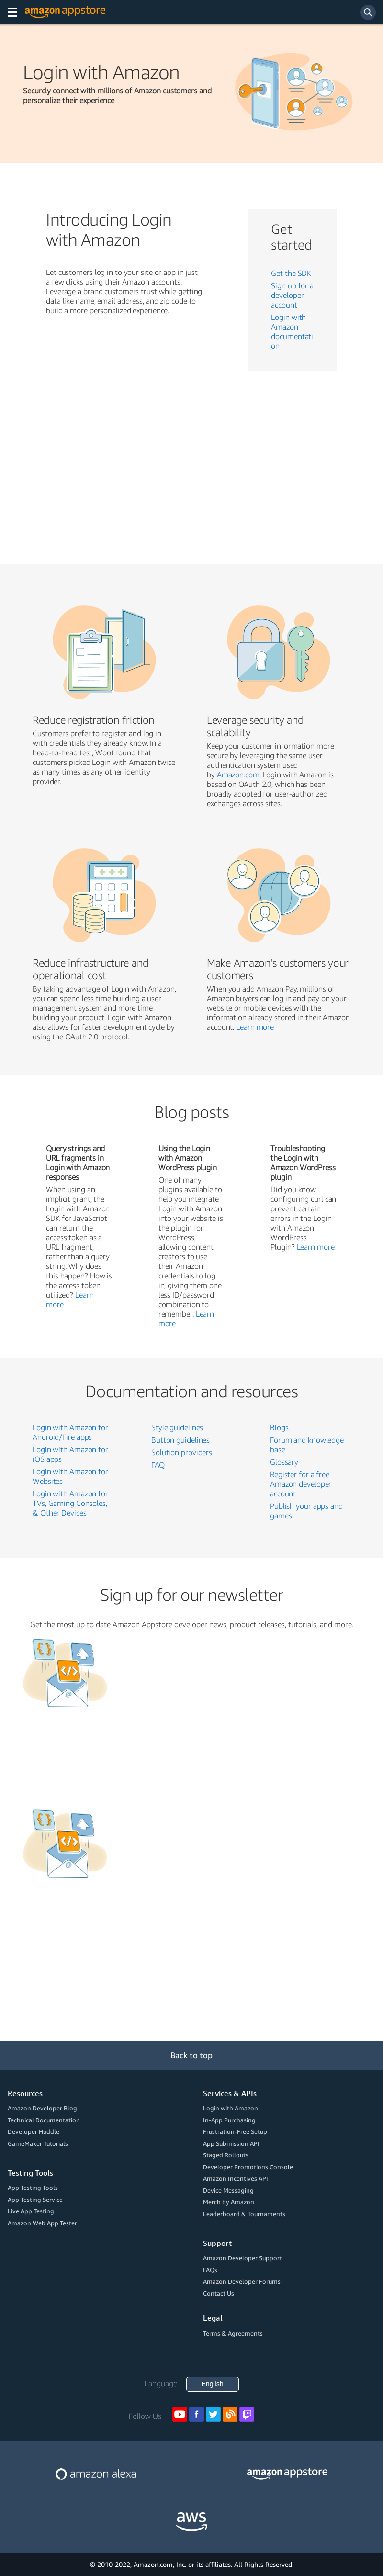 amazon appstore
Login with Amazon
Securely connect with millions of Amazon customers and
personalize their experience
Introducing Login
with Amazon
Let customers log in to your site or app in just
a few clicks using their Amazon accounts.
Leverage a brand customers trust while getting
data like name, email address, and zip code to
build a more personalized experience.
Get
started
Get the SDK
Sign up for a
developer
account
Login with
Amazon
documentati
on
Reduce registration friction
Customers prefer to register and log in
with credentials they already know. In a
head-to-head test, Woot found that
customers picked Login with Amazon twice
as many times as any other identity
provider.
Leverage security and
scalability
Keep your customer information more
secure by leveraging the same user
authentication system used
by Amazon.com. Login with Amazon is
based on OAuth 2.0, which has been
broadly adopted for user-authorized
exchanges across sites.
Reduce infrastructure and
operational cost
By taking advantage of Login with Amazon,
you can spend less time building a user
management system and more time
building your product. Login with Amazon
also allows for faster development cycle by
using the OAuth 2.0 protocol.
Make Amazon's customers your
customers
When you add Amazon Pay, millions of
Amazon buyers can log in and pay on your
website or mobile devices with the
information already stored in their Amazon
account. Learn more
Blog posts
Query strings and
URL fragments in
Login with Amazon
responses
When using an
implicit grant, the
Login with Amazon
SDK for JavaScript
can return the
access token as a
URL fragment,
rather than a query
string. Why does
this happen? How is
the access token
utilized? Learn
more
Using the Login
with Amazon
WordPress plugin
One of many
plugins available to
help you integrate
Login with Amazon
into your website is
the plugin for
WordPress,
allowing content
creators to use
their Amazon
credentials to log
in, giving them one
less ID/password
combination to
remember. Learn
more
Troubleshooting
the Login with
Amazon WordPress
plugin
Did you know
configuring curl can
prevent certain
errors in the Login
with Amazon
WordPress
Plugin? Learn more
Documentation and resources
Login with Amazon for
Android/Fire apps
Login with Amazon for
iOS apps
Login with Amazon for
Websites
Login with Amazon for
TVs, Gaming Consoles,
& Other Devices
Style guidelines
Button guidelines
Solution providers
FAQ
Blogs
Forum and knowledge
base
Glossary
Register for a free
Amazon developer
account
Publish your apps and
games
Sign up for our newsletter
Get the most up to date Amazon Appstore developer news, product releases, tutorials, and more.
{ }
</>
{ }
</>
Back to top
Resources
Amazon Developer Blog
Technical Documentation
Developer Huddle
GameMaker Tutorials
Testing Tools
App Testing Tools
App Testing Service
Live App Testing
Amazon Web App Tester
Services & APIs
Login with Amazon
In-App Purchasing
Frustration-Free Setup
App Submission API
Staged Rollouts
Developer Promotions Console
Amazon Incentives API
Device Messaging
Merch by Amazon
Leaderboard & Tournaments
Support
Amazon Developer Support
FAQs
Amazon Developer Forums
Contact Us
Legal
Terms & Agreements
Language
English
Follow Us:
amazon alexa
amazon appstore
aws
© 2010-2022, Amazon.com, Inc. or its affiliates. All Rights Reserved.